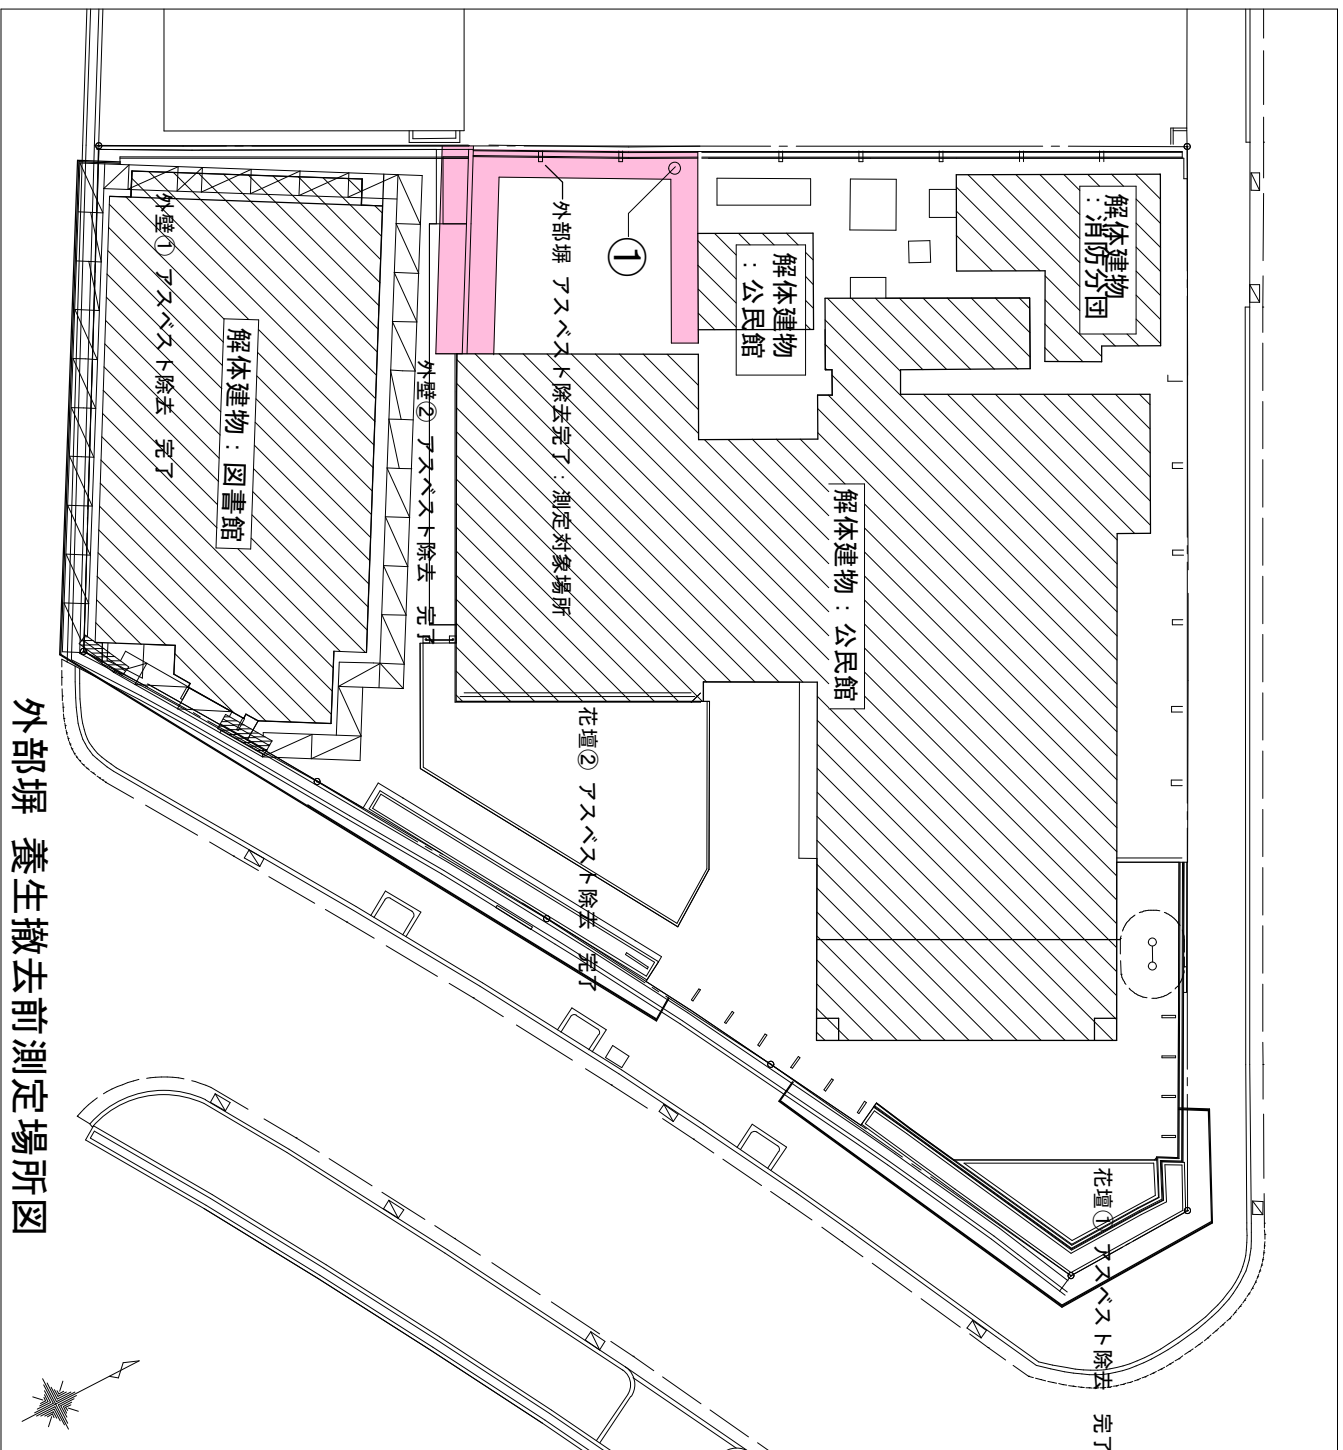 外部塀 養生撤去前測定場所図
解体建物
：消防分団
解体建物
：公民館
①
外部塀 アスベスト除去完了：測定対象場所
外壁① アスベスト除去 完了
解体建物：図書館
外壁② アスベスト除去 完了
解体建物：公民館
花壇② アスベスト除去 完了
花壇① アスベスト除去 完了